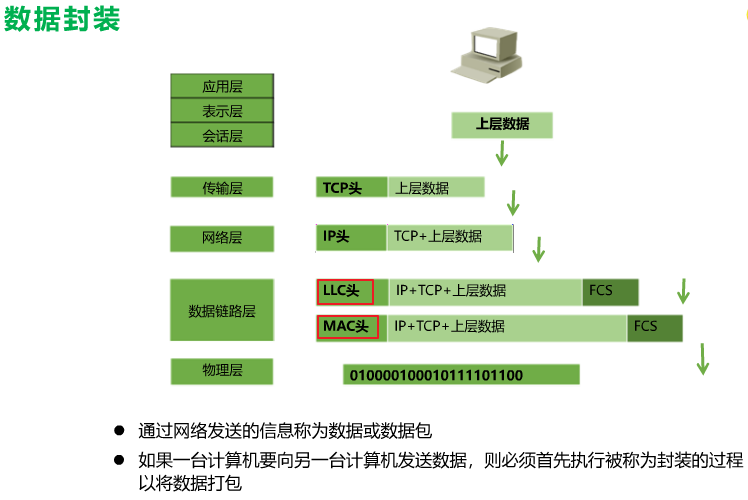 数据封装
应用层
表示层
会话层
上层数据
传输层
TCP头
上层数据
网络层
IP头
TCP+上层数据
数据链路层
LLC头
IP+TCP+上层数据
FCS
MAC头
IP+TCP+上层数据
FCS
物理层
010000100010111101100
● 通过网络发送的信息称为数据或数据包
● 如果一台计算机要向另一台计算机发送数据，则必须首先执行被称为封装的过程
以将数据打包